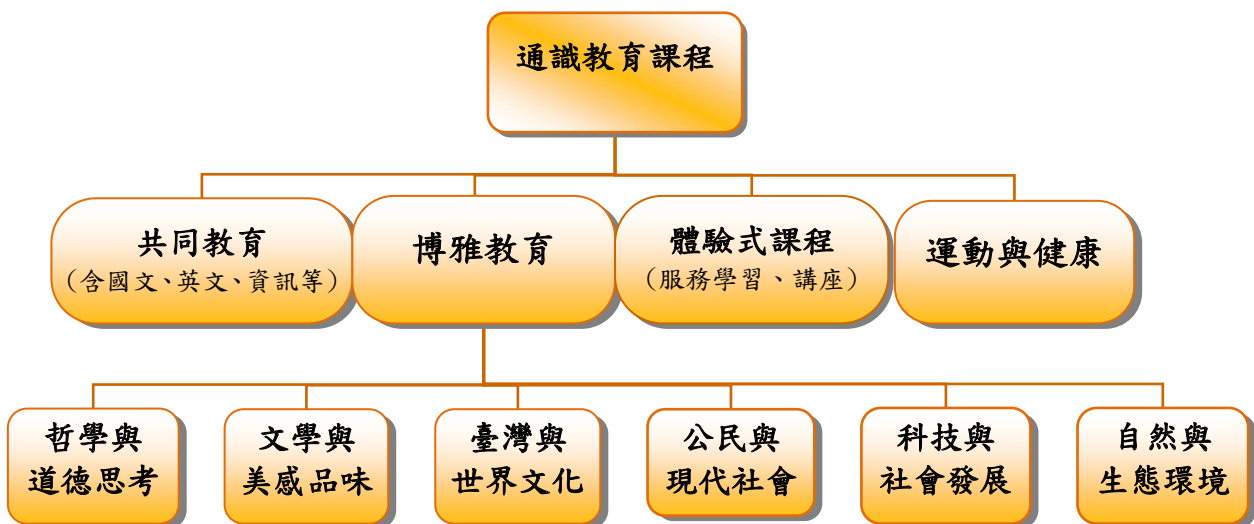 通識教育課程
共同教育
（含國文、英文、資訊等）
博雅教育
體驗式課程
（服務學習、講座）
運動與健康
哲學與
道德思考
文學與
美感品味
臺灣與
世界文化
公民與
現代社會
科技與
社會發展
自然與
生態環境